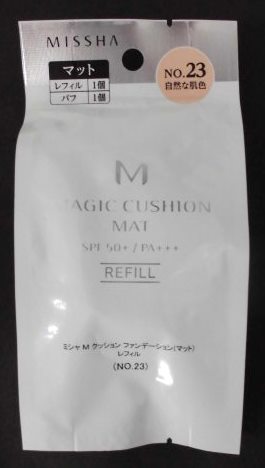 MISSHA
マット
レフィル 1個
パフ 1個
NO.23
自然な肌色
M
MAGIC CUSHION
MAT
SPF 50+ / PA+++
REFILL
ミシャ M クッション ファンデーション(マット)
レフィル
(NO.23)